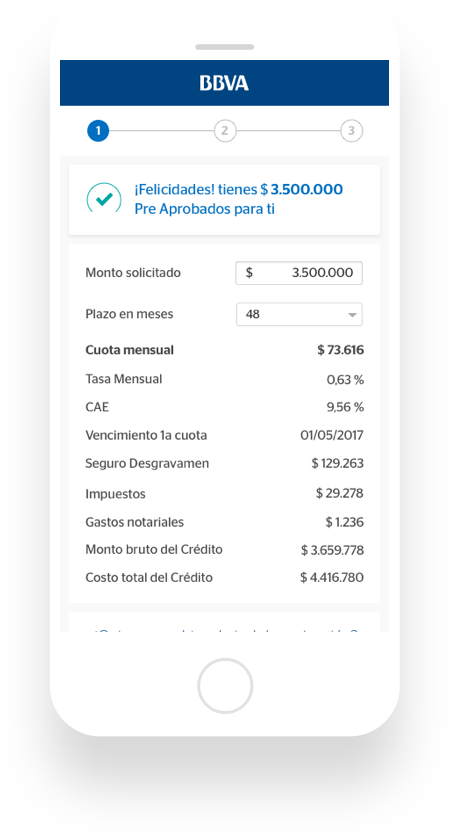 BBVA
1 2 3
¡Felicidades! tienes $ 3.500.000
Pre Aprobados para ti
Monto solicitado $ 3.500.000
Plazo en meses 48
Cuota mensual $ 73.616
Tasa Mensual 0,63 %
CAE 9,56 %
Vencimiento 1a cuota 01/05/2017
Seguro Desgravamen $ 129.263
Impuestos $ 29.278
Gastos notariales $ 1.236
Monto bruto del Crédito $ 3.659.778
Costo total del Crédito $ 4.416.780